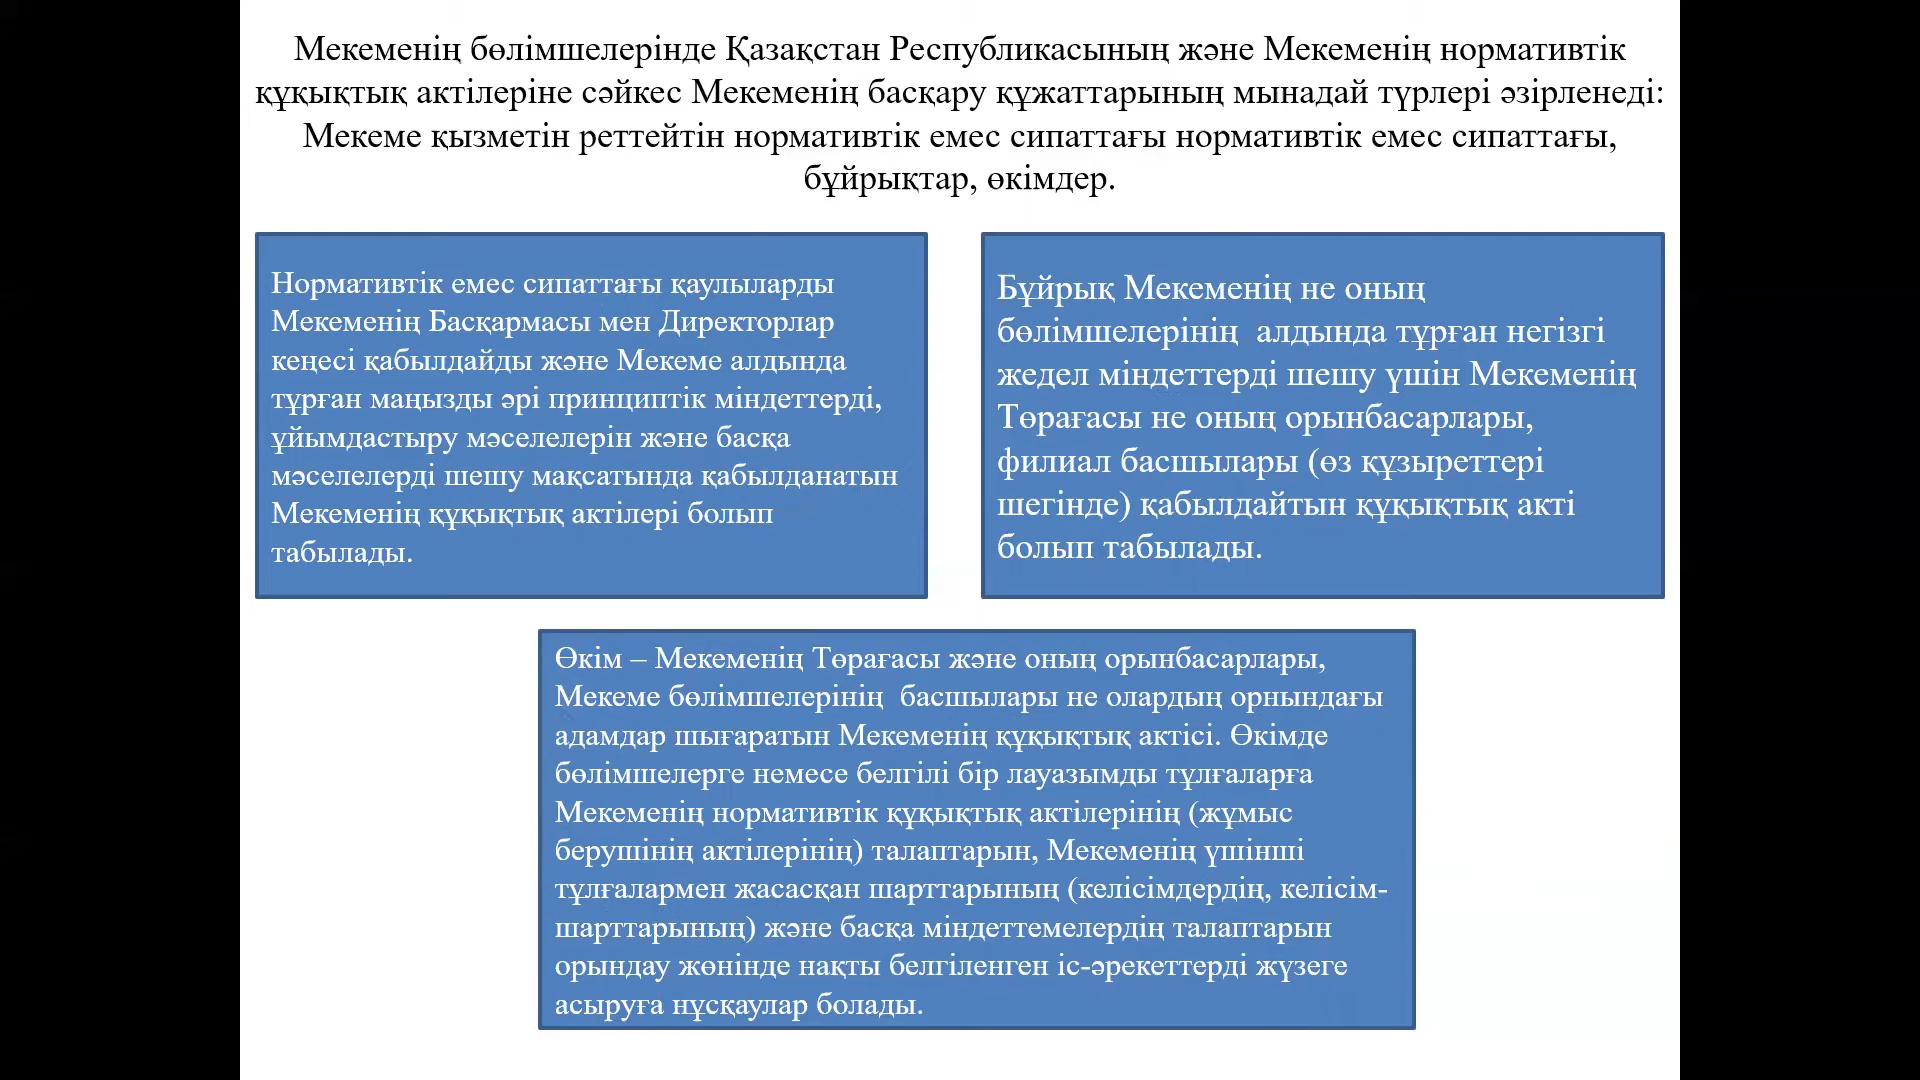 Мекеменің бөлімшелерінде Қазақстан Республикасының және Мекеменің нормативтік
құқықтық актілеріне сәйкес Мекеменің басқару құжаттарының мынадай түрлері әзірленеді:
Мекеме қызметін реттейтін нормативтік емес сипаттағы нормативтік емес сипаттағы,
бұйрықтар, өкімдер.
Нормативтік емес сипаттағы қаулыларды
Мекеменің Басқармасы мен Директорлар
кеңесі қабылдайды және Мекеме алдында
тұрған маңызды әрі принциптік міндеттерді,
ұйымдастыру мәселелерін және басқа
мәселелерді шешу мақсатында қабылданатын
Мекеменің құқықтық актілері болып
табылады.
Бұйрық Мекеменің не оның
бөлімшелерінің  алдында тұрған негізгі
жедел міндеттерді шешу үшін Мекеменің
Төрағасы не оның орынбасарлары,
филиал басшылары (өз құзыреттері
шегінде) қабылдайтын құқықтық акті
болып табылады.
Өкім – Мекеменің Төрағасы және оның орынбасарлары,
Мекеме бөлімшелерінің  басшылары не олардың орнындағы
адамдар шығаратын Мекеменің құқықтық актісі. Өкімде
бөлімшелерге немесе белгілі бір лауазымды тұлғаларға
Мекеменің нормативтік құқықтық актілерінің (жұмыс
берушінің актілерінің) талаптарын, Мекеменің үшінші
тұлғалармен жасасқан шарттарының (келісімдердің, келісім-
шарттарының) және басқа міндеттемелердің талаптарын
орындау жөнінде нақты белгіленген іс-әрекеттерді жүзеге
асыруға нұсқаулар болады.